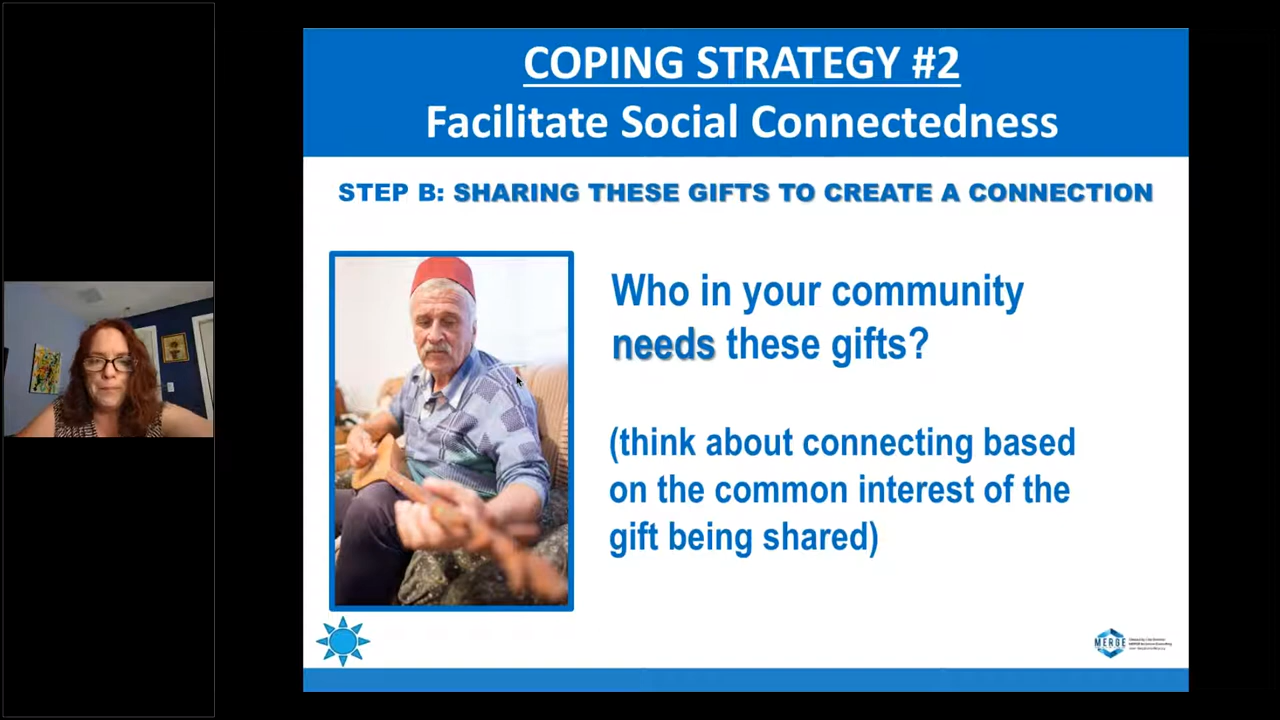 COPING STRATEGY #2
Facilitate Social Connectedness
STEP B: SHARING THESE GIFTS TO CREATE A CONNECTION
Who in your community
needs these gifts?
(think about connecting based
on the common interest of the
gift being shared)
MERGE